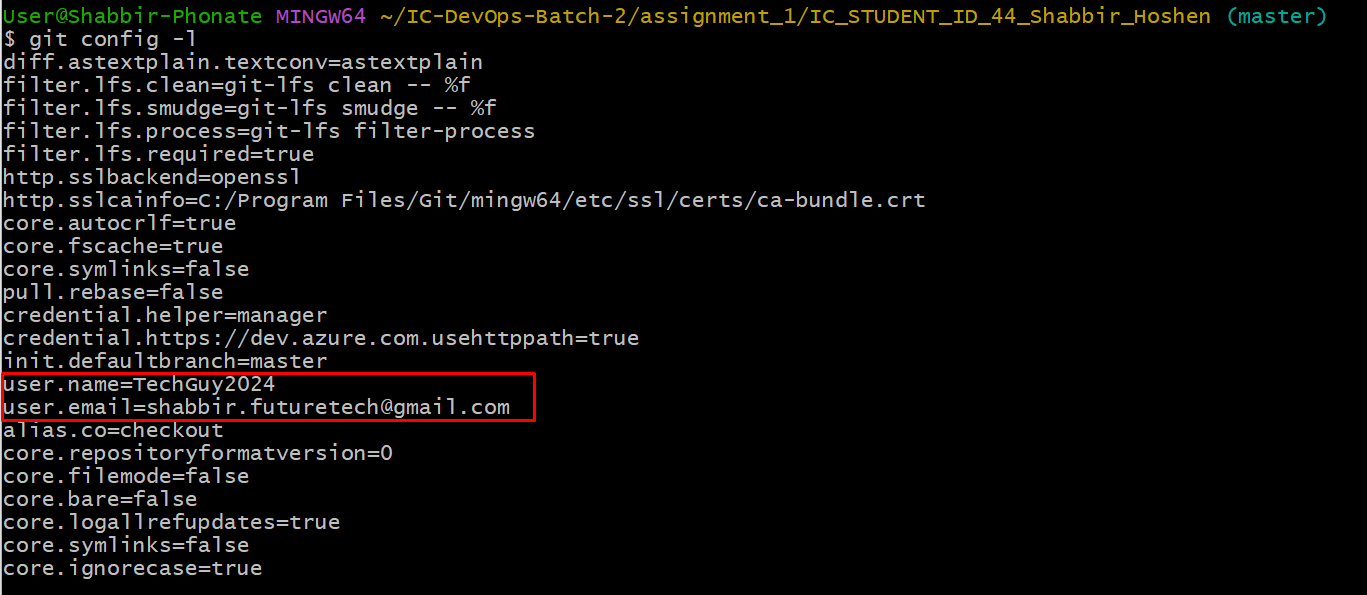 User@Shabbir-Phonate MINGW64 ~/IC-DevOps-Batch-2/assignment_1/IC_STUDENT_ID_44_Shabbir_Hoshen (master)
$ git config -l
diff.astextplain.textconv=astextplain
filter.lfs.clean=git-lfs clean -- %f
filter.lfs.smudge=git-lfs smudge -- %f
filter.lfs.process=git-lfs filter-process
filter.lfs.required=true
http.sslbackend=openssl
http.sslcainfo=C:/Program Files/Git/mingw64/etc/ssl/certs/ca-bundle.crt
core.autocrlf=true
core.fscache=true
core.symlinks=false
pull.rebase=false
credential.helper=manager
credential.https://dev.azure.com.usehttppath=true
init.defaultbranch=master
user.name=TechGuy2024
user.email=shabbir.futuretech@gmail.com
alias.co=checkout
core.repositoryformatversion=0
core.filemode=false
core.bare=false
core.logallrefupdates=true
core.symlinks=false
core.ignorecase=true